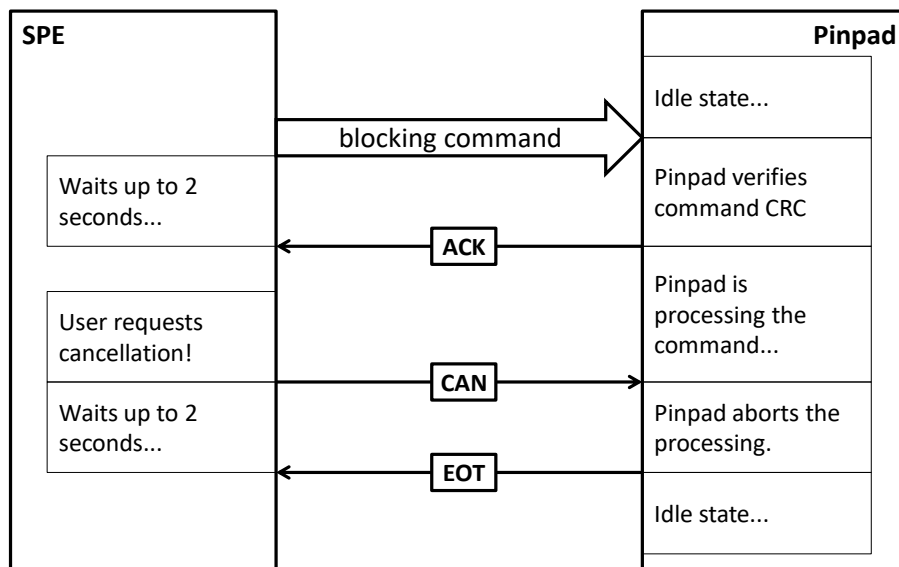 SPE
Pinpad
Idle state...
blocking command
Waits up to 2
seconds...
Pinpad verifies
command CRC
ACK
Pinpad is
processing the
command...
User requests
cancellation!
CAN
Waits up to 2
seconds...
Pinpad aborts the
processing.
EOT
Idle state...